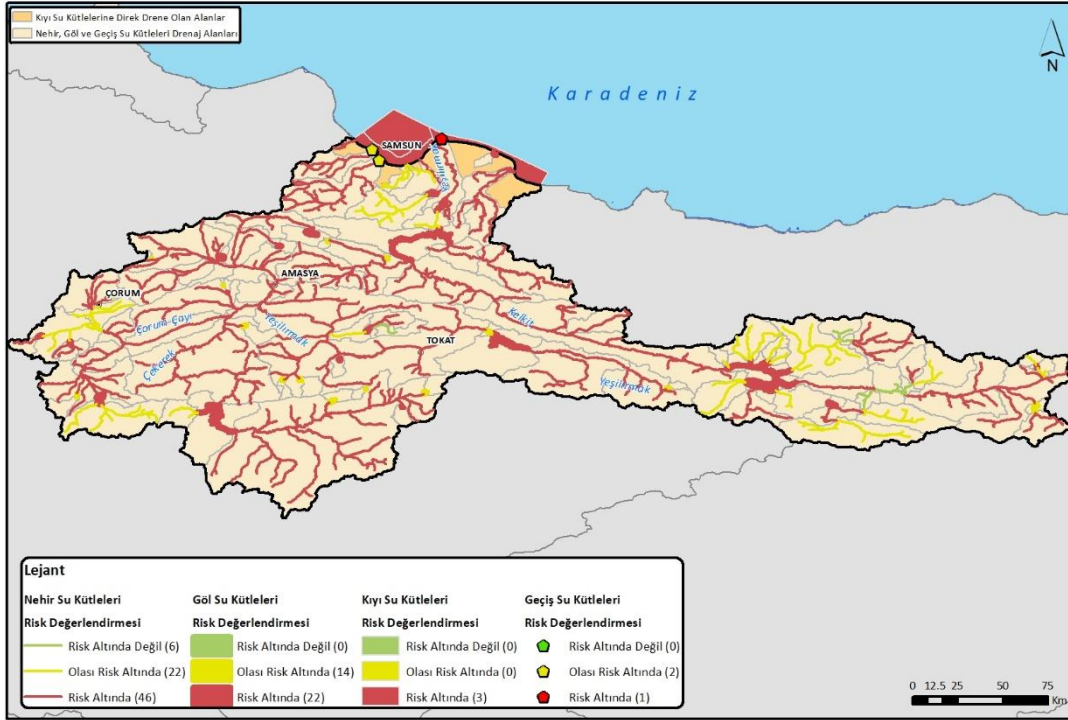 Kıyı Su Kütlelerine Direk Drene Olan Alanlar
Nehir, Göl ve Geçiş Su Kütleleri Drenaj Alanları
N
Karadeniz
SAMSUN
Yeşilırmak
AMASYA
ÇORUM
Çorum Çayı
Yeşilırmak
Kelkit
Çekerek
TOKAT
Yeşilırmak
Lejant
Nehir Su Kütleleri
Risk Değerlendirmesi
Risk Altında Değil (6)
Olası Risk Altında (22)
Risk Altında (46)
Göl Su Kütleleri
Risk Değerlendirmesi
Risk Altında Değil (0)
Olası Risk Altında (14)
Risk Altında (22)
Kıyı Su Kütleleri
Risk Değerlendirmesi
Risk Altında Değil (0)
Olası Risk Altında (0)
Risk Altında (3)
Geçiş Su Kütleleri
Risk Değerlendirmesi
Risk Altında Değil (0)
Olası Risk Altında (2)
Risk Altında (1)
0 12.5 25 50 75
Km